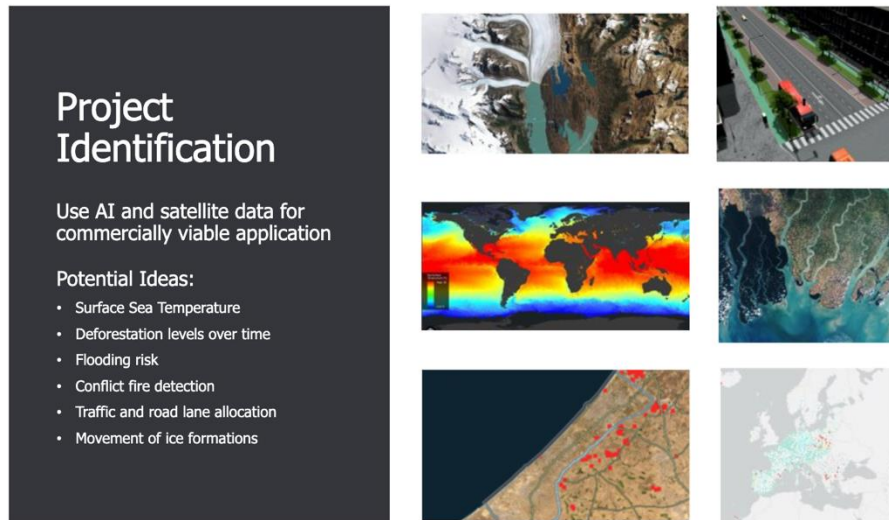 Project
Identification
Use AI and satellite data for
commercially viable application
Potential Ideas:
• Surface Sea Temperature
• Deforestation levels over time
• Flooding risk
• Conflict fire detection
• Traffic and road lane allocation
• Movement of ice formations